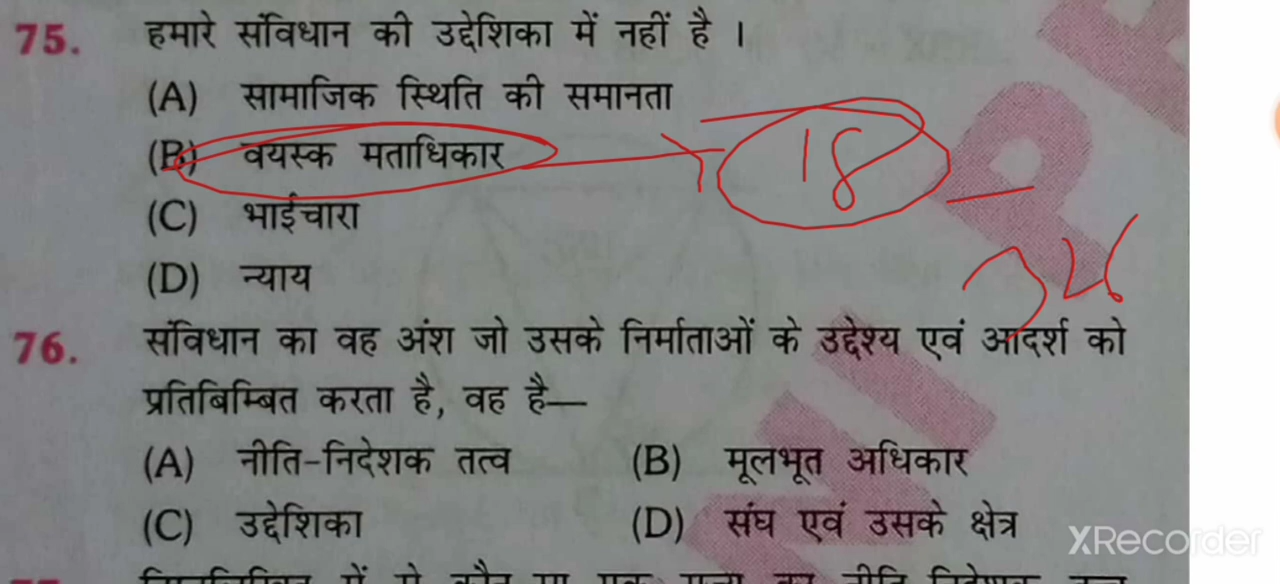 75. हमारे संविधान की उद्देशिका में नहीं है ।
(A) सामाजिक स्थिति की समानता
(B) वयस्क मताधिकार
18
(C) भाईचारा
326
(D) न्याय
76. संविधान का वह अंश जो उसके निर्माताओं के उद्देश्य एवं आदर्श को
प्रतिबिम्बित करता है, वह है—
(A) नीति-निदेशक तत्व (B) मूलभूत अधिकार
(C) उद्देशिका (D) संघ एवं उसके क्षेत्र
XRecorder